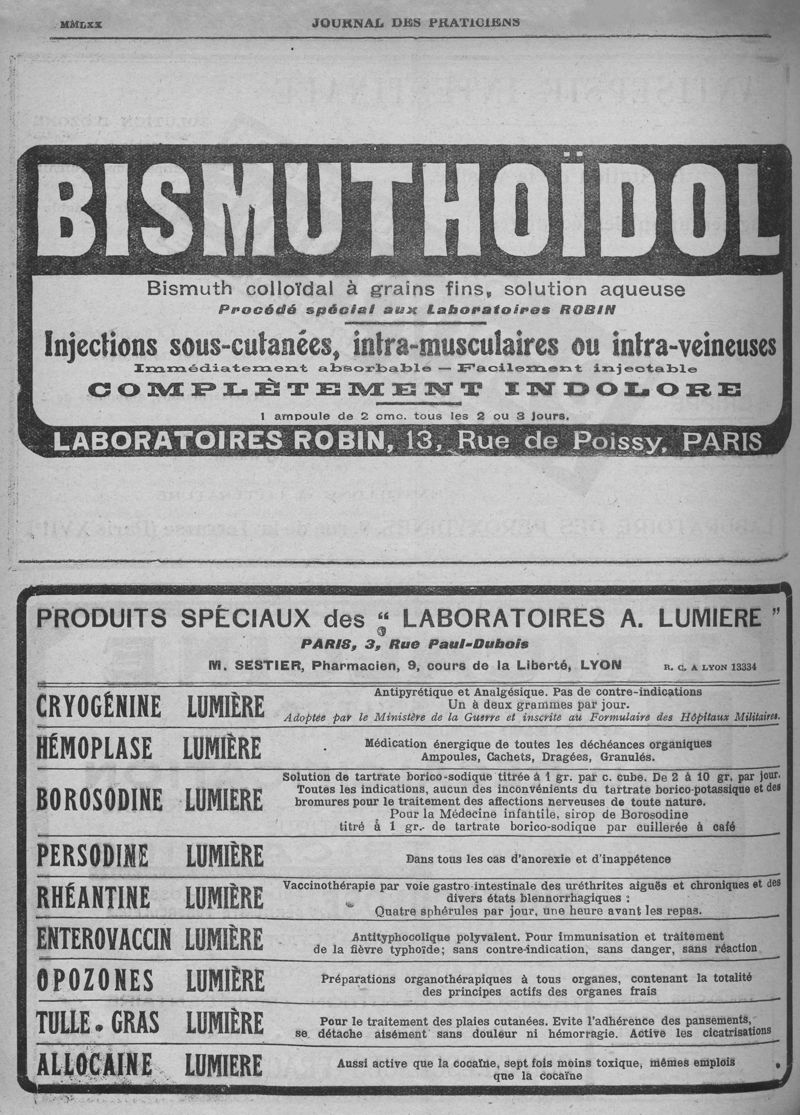 MMLXX
JOURNAL DES PRATICIENS
BISMUTHOÏDOL
Bismuth colloïdal à grains fins, solution aqueuse
Procédé spécial aux Laboratoires ROBIN
Injections sous-cutanées, intra-musculaires ou intra-veineuses
Immédiatement absorbable — Facilement injectable
COMPLÈTEMENT INDOLORE
1 ampoule de 2 cmc. tous les 2 ou 3 jours.
LABORATOIRES ROBIN, 13, Rue de Poissy, PARIS
PRODUITS SPÉCIAUX des “ LABORATOIRES A. LUMIERE ”
PARIS, 3, Rue Paul-Dubois
M. SESTIER, Pharmacien, 9, cours de la Liberté, LYON
R. C. A LYON 13334
CRYOGÉNINE LUMIÈRE
Antipyrétique et Analgésique. Pas de contre-indications
Un à deux grammes par jour.
Adoptée par le Ministère de la Guerre et inscrite au Formulaire des Hôpitaux Militaires.
HÉMOPLASE LUMIÈRE
Médication énergique de toutes les déchéances organiques
Ampoules, Cachets, Dragées, Granulés.
BOROSODINE LUMIERE
Solution de tartrate borico-sodique titrée à 1 gr. par c. cube. De 2 à 10 gr. par jour.
Toutes les indications, aucun des inconvénients du tartrate borico-potassique et des
bromures pour le traitement des affections nerveuses de toute nature.
Pour la Médecine infantile, sirop de Borosodine
titré à 1 gr. de tartrate borico-sodique par cuillerée à café
PERSODINE LUMIÈRE
Dans tous les cas d'anorexie et d'inappétence
RHÉANTINE LUMIÈRE
Vaccinothérapie par voie gastro-intestinale des uréthrites aiguës et chroniques et des
divers états blennorrhagiques :
Quatre sphérules par jour, une heure avant les repas.
ENTEROVACCIN LUMIÈRE
Antityphocolique polyvalent. Pour immunisation et traitement
de la fièvre typhoïde; sans contre-indication, sans danger, sans réaction
OPOZONES LUMIÈRE
Préparations organothérapiques à tous organes, contenant la totalité
des principes actifs des organes frais
TULLE. GRAS LUMIÈRE
Pour le traitement des plaies cutanées. Evite l'adhérence des pansements,
se détache aisément sans douleur ni hémorragie. Active les cicatrisations
ALLOCAINE LUMIERE
Aussi active que la cocaïne, sept fois moins toxique, mêmes emplois
que la cocaïne